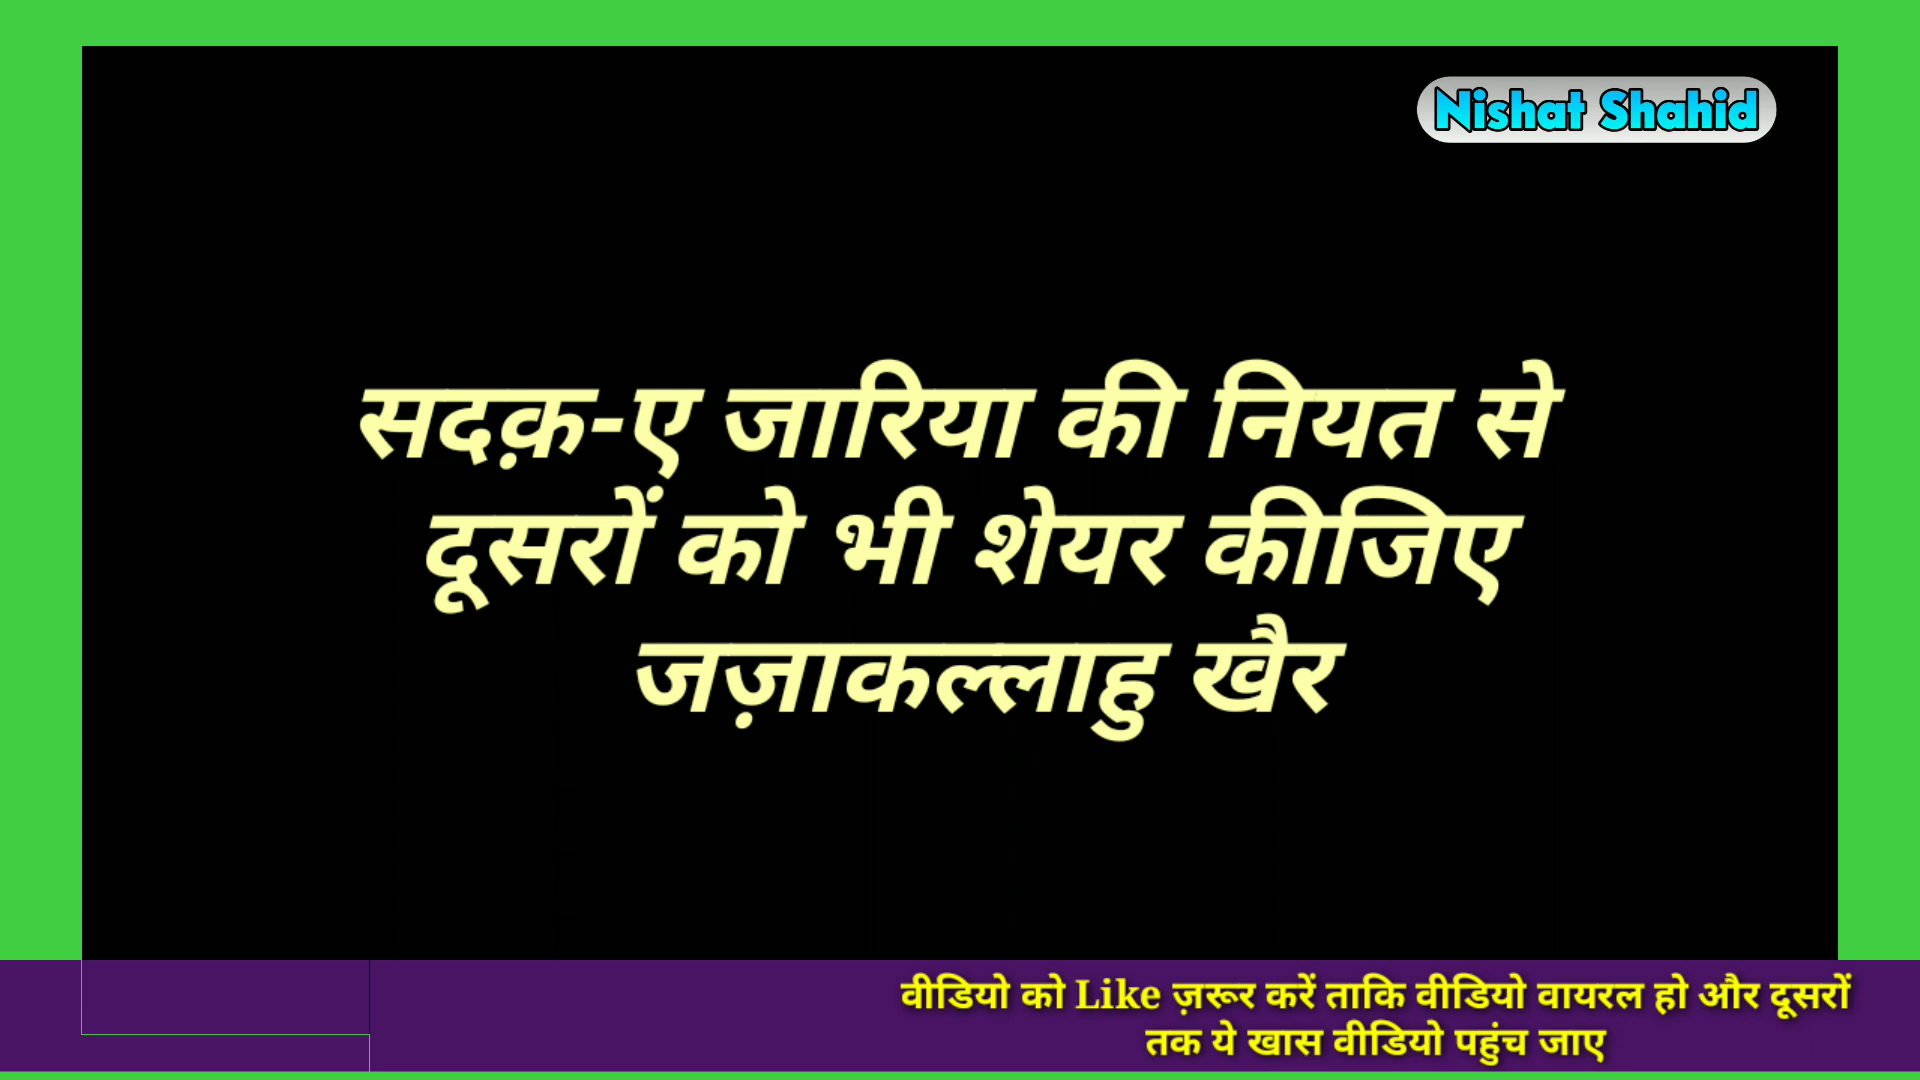 Nishat Shahid
सदक़-ए जारिया की नियत से
दूसरों को भी शेयर कीजिए
जज़ाकल्लाहु खैर
वीडियो को Like ज़रूर करें ताकि वीडियो वायरल हो और दूसरों
तक ये खास वीडियो पहुंच जाए